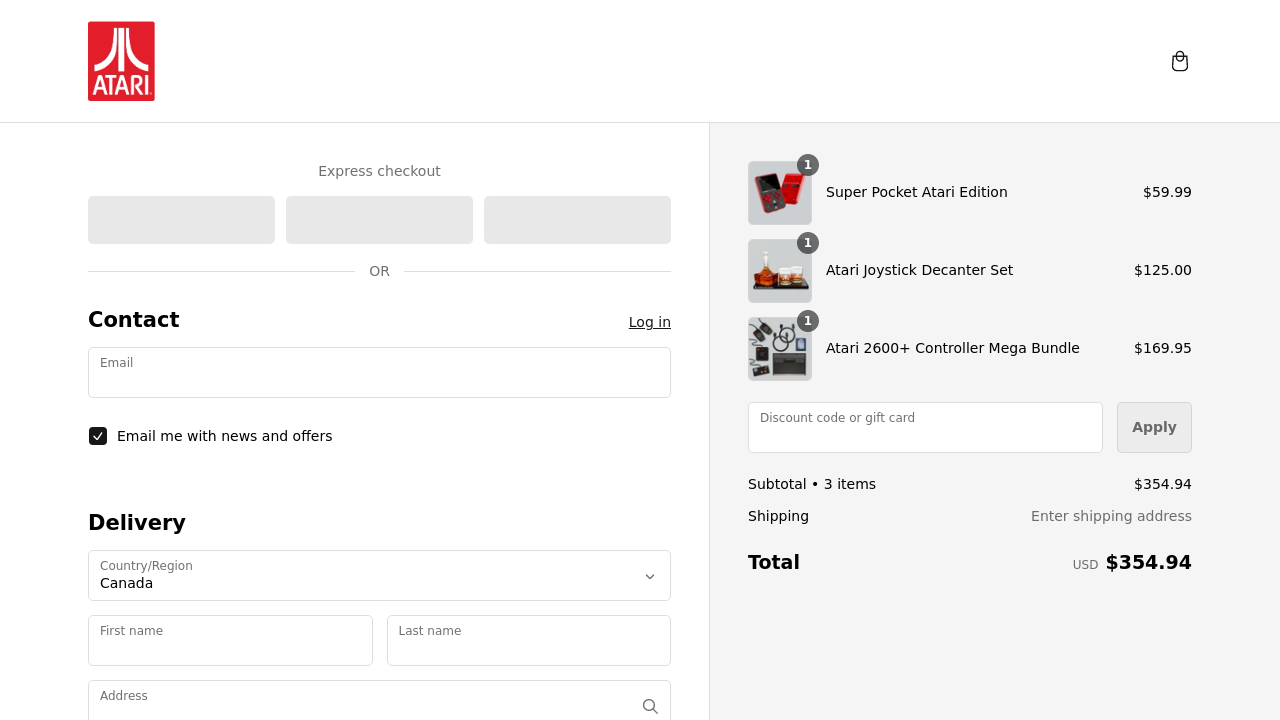 ATARI
Express checkout
OR
Contact
Log in
Email
Email me with news and offers
Delivery
Country/Region
Canada
First name
Last name
Address
1
Super Pocket Atari Edition
$59.99
1
Atari Joystick Decanter Set
$125.00
1
Atari 2600+ Controller Mega Bundle
$169.95
Discount code or gift card
Apply
Subtotal • 3 items
$354.94
Shipping
Enter shipping address
Total
USD $354.94